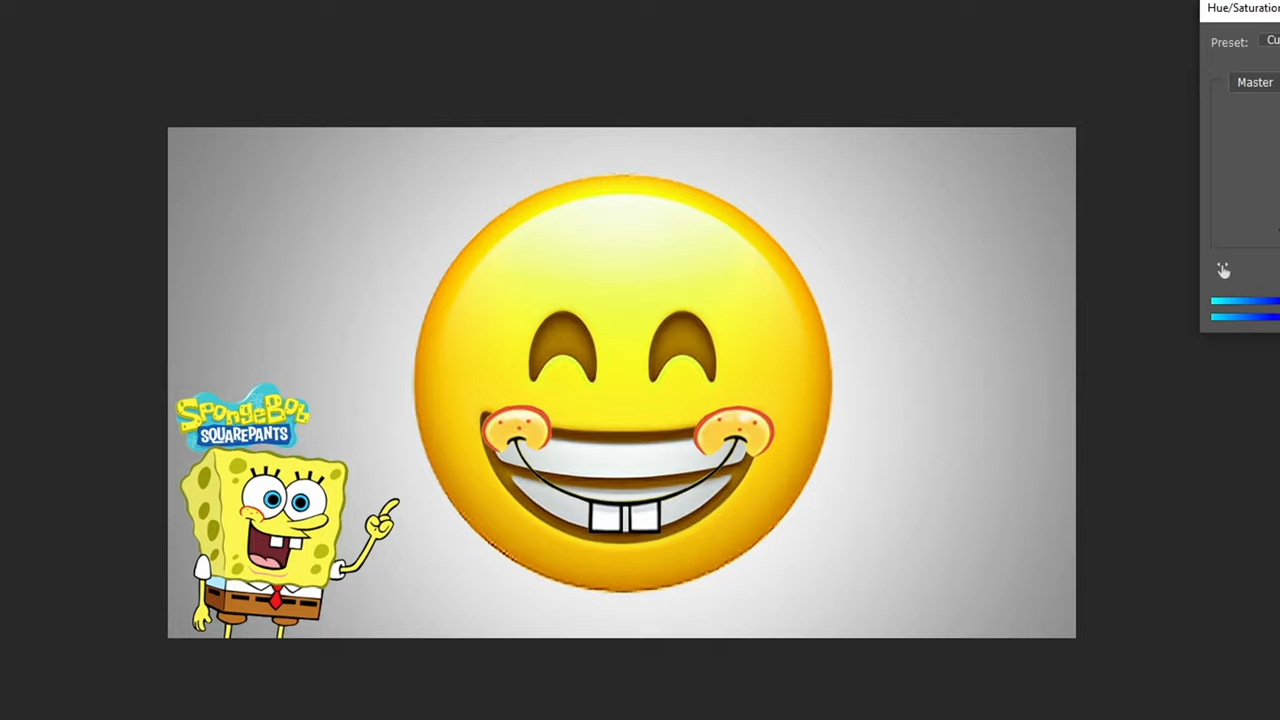 Hue/Saturation
Preset:
Master
SpongeBob
SQUAREPANTS